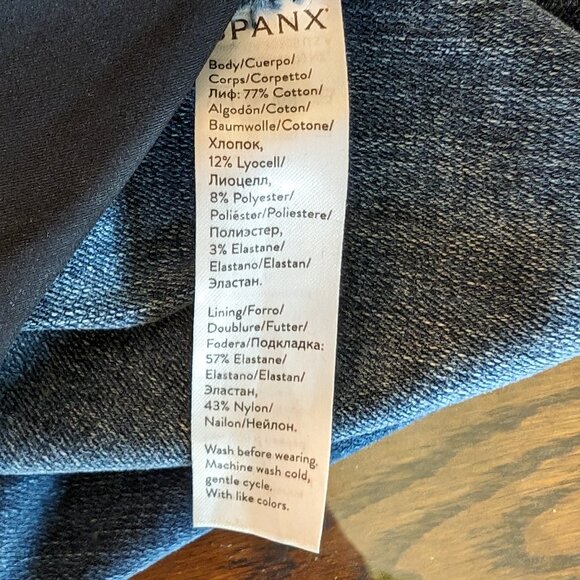 SPANX
Body/Cuerpo/
Corps/Corpetto/
Лиф: 77% Cotton/
Algodón/Coton/
Baumwolle/Cotone/
Хлопок,
12% Lyocell/
Лиоцелл,
8% Polyester/
Poliéster/Poliestere/
Полиэстер,
3% Elastane/
Elastano/Elastan/
Эластан.
Lining/Forro/
Doublure/Futter/
Fodera/Подкладка:
57% Elastane/
Elastano/Elastan/
Эластан,
43% Nylon/
Nailon/Нейлон.
Wash before wearing.
Machine wash cold,
gentle cycle.
With like colors.